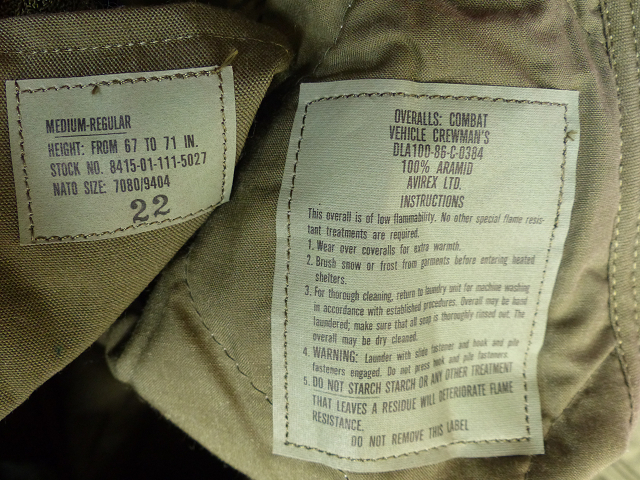 MEDIUM-REGULAR
HEIGHT: FROM 67 TO 71 IN.
STOCK NO. 8415-01-111-5027
NATO SIZE: 7080/9404
22
OVERALLS: COMBAT
VEHICLE CREWMAN'S
DLA100-86-C-0384
100% ARAMID
AVIREX LTD.
INSTRUCTIONS
This overall is of low flammability. No other special flame resis-
tant treatments are required.
1. Wear over coveralls for extra warmth.
2. Brush snow or frost from garments before entering heated
shelters.
3. For thorough cleaning, return to laundry unit for machine washing
in accordance with established procedures. Overall may be hand
laundered; make sure that all soap is thoroughly rinsed out. The
overall may be dry cleaned.
4. WARNING: Launder with slide fastener and hook and pile
fasteners engaged. Do not press hook and pile fasteners.
5. DO NOT STARCH STARCH OR ANY OTHER TREATMENT
THAT LEAVES A RESIDUE WILL DETERIORATE FLAME
RESISTANCE.
DO NOT REMOVE THIS LABEL